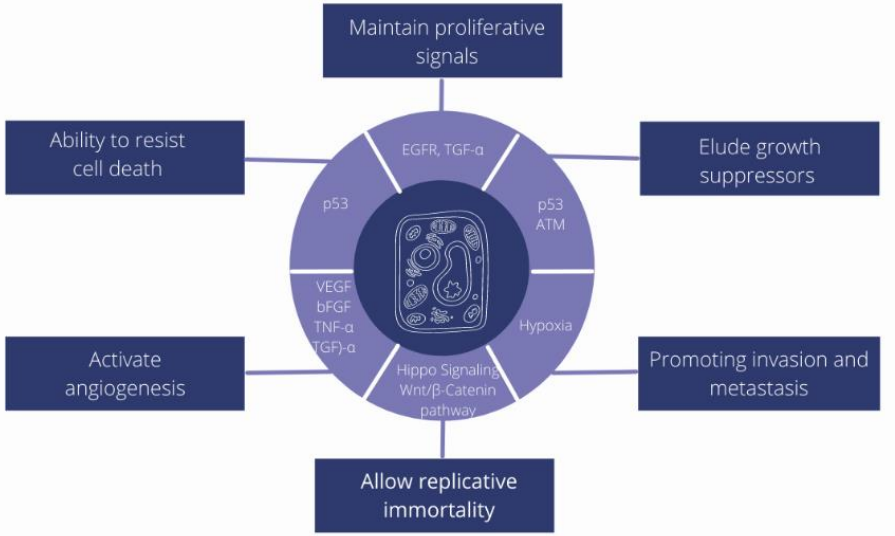 Maintain proliferative
signals
Ability to resist
cell death
Elude growth
suppressors
EGFR, TGF-α
p53
p53
ATM
VEGF
bFGF
TNF-α
TGF)-α
Hypoxia
Hippo Signaling
Wnt/β-Catenin
pathway
Activate
angiogenesis
Promoting invasion and
metastasis
Allow replicative
immortality